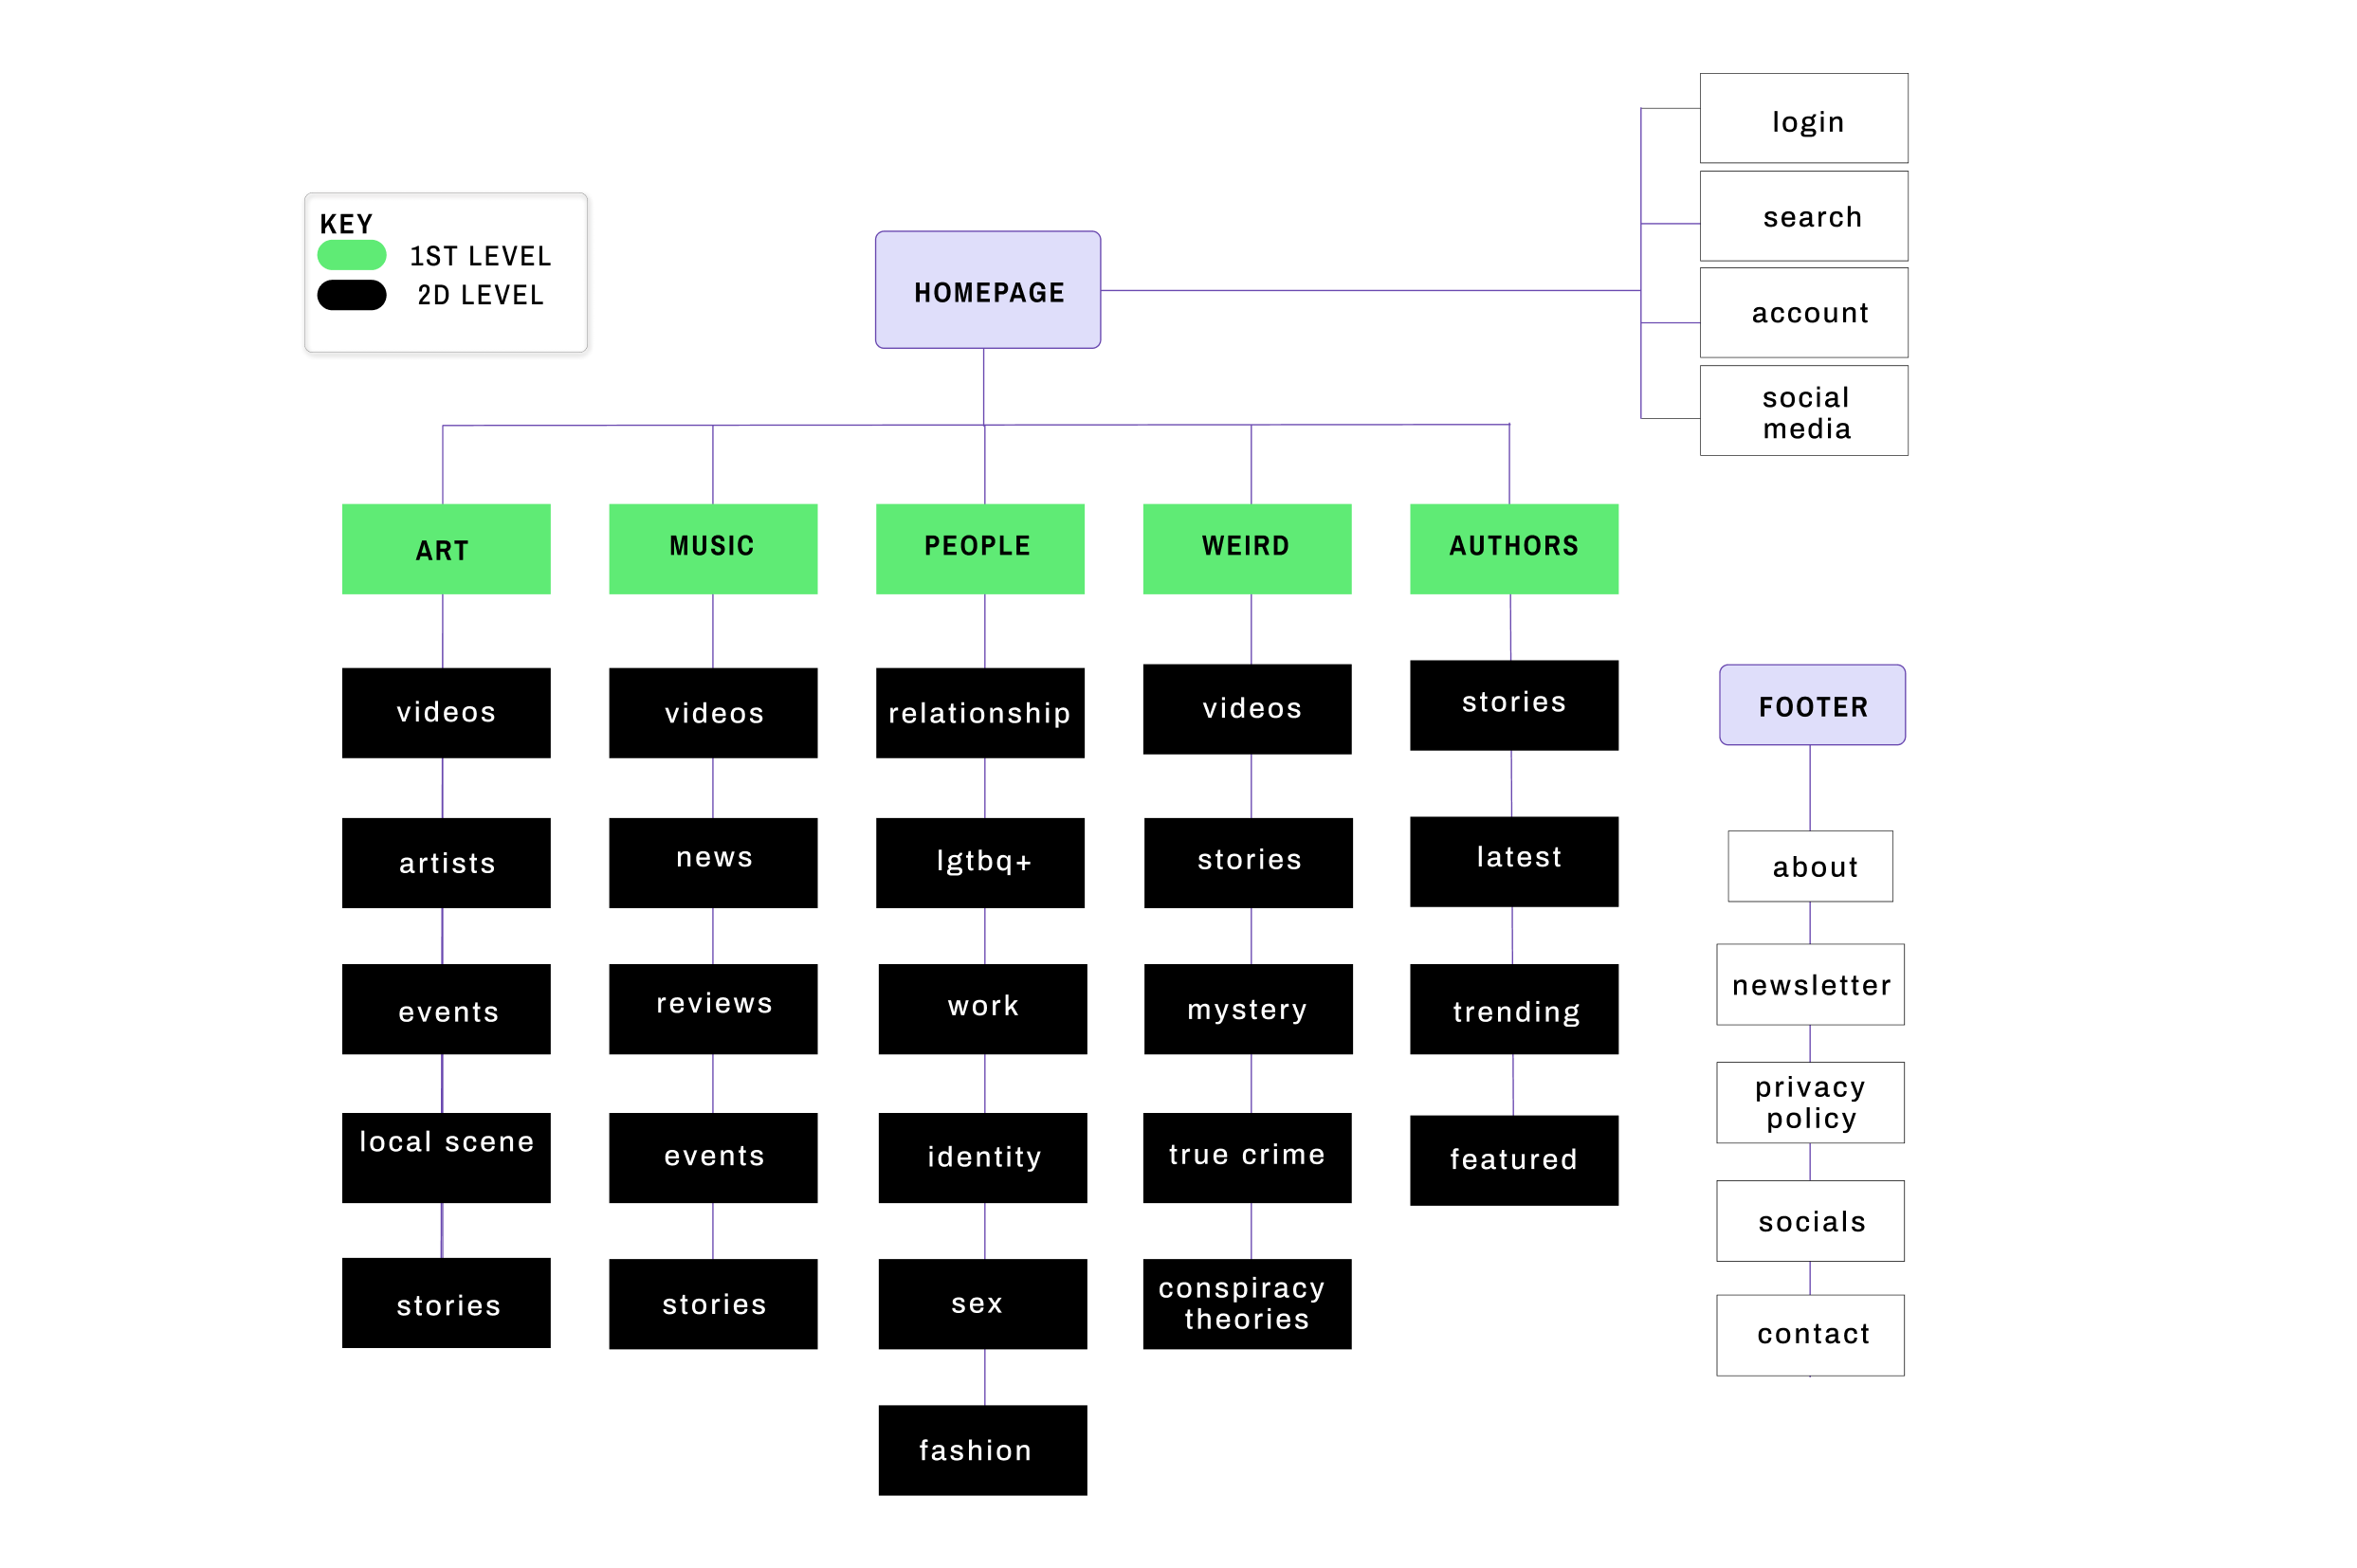 login
search
account
social
media
KEY
1ST LEVEL
2D LEVEL
HOMEPAGE
ART
MUSIC
PEOPLE
WEIRD
AUTHORS
videos
artists
events
local scene
stories
videos
news
reviews
events
stories
relationship
lgtbq+
work
identity
sex
fashion
videos
stories
mystery
true crime
conspiracy
theories
stories
latest
trending
featured
FOOTER
about
newsletter
privacy
policy
socials
contact